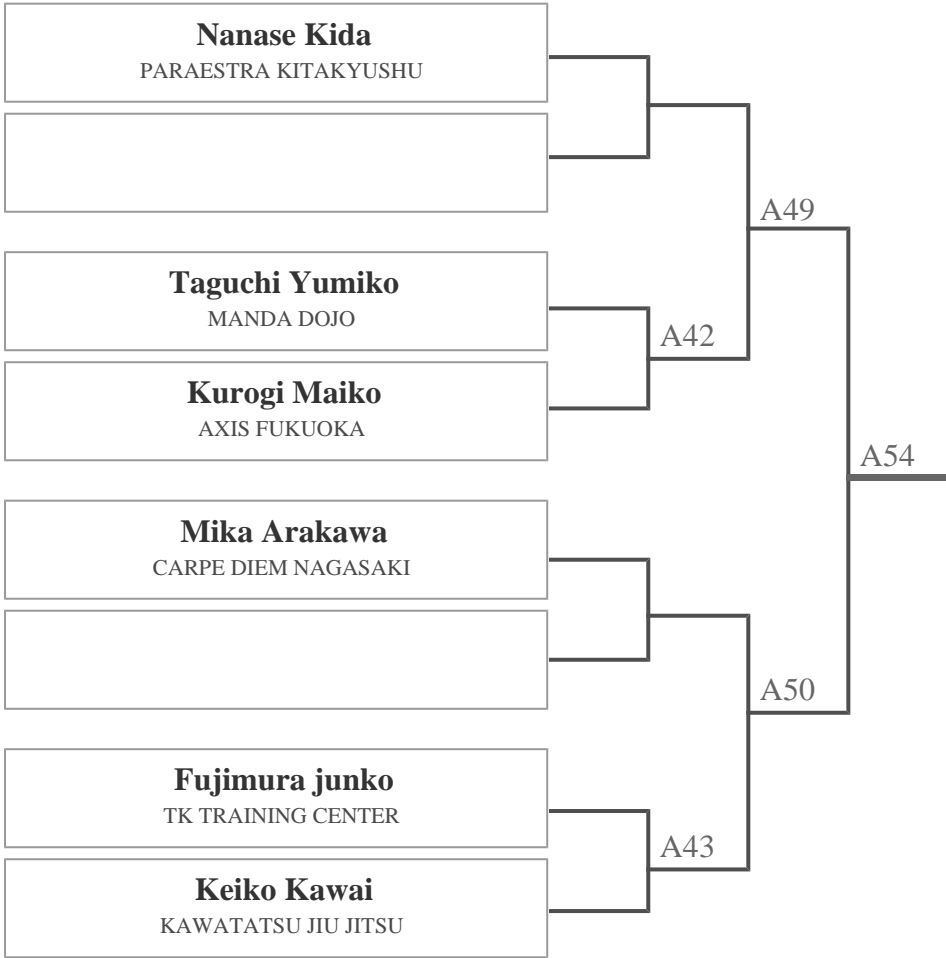 Nanase Kida
PARAESTRA KITAKYUSHU
A49
Taguchi Yumiko
MANDA DOJO
A42
Kurogi Maiko
AXIS FUKUOKA
A54
Mika Arakawa
CARPE DIEM NAGASAKI
A50
Fujimura junko
TK TRAINING CENTER
A43
Keiko Kawai
KAWATATSU JIU JITSU